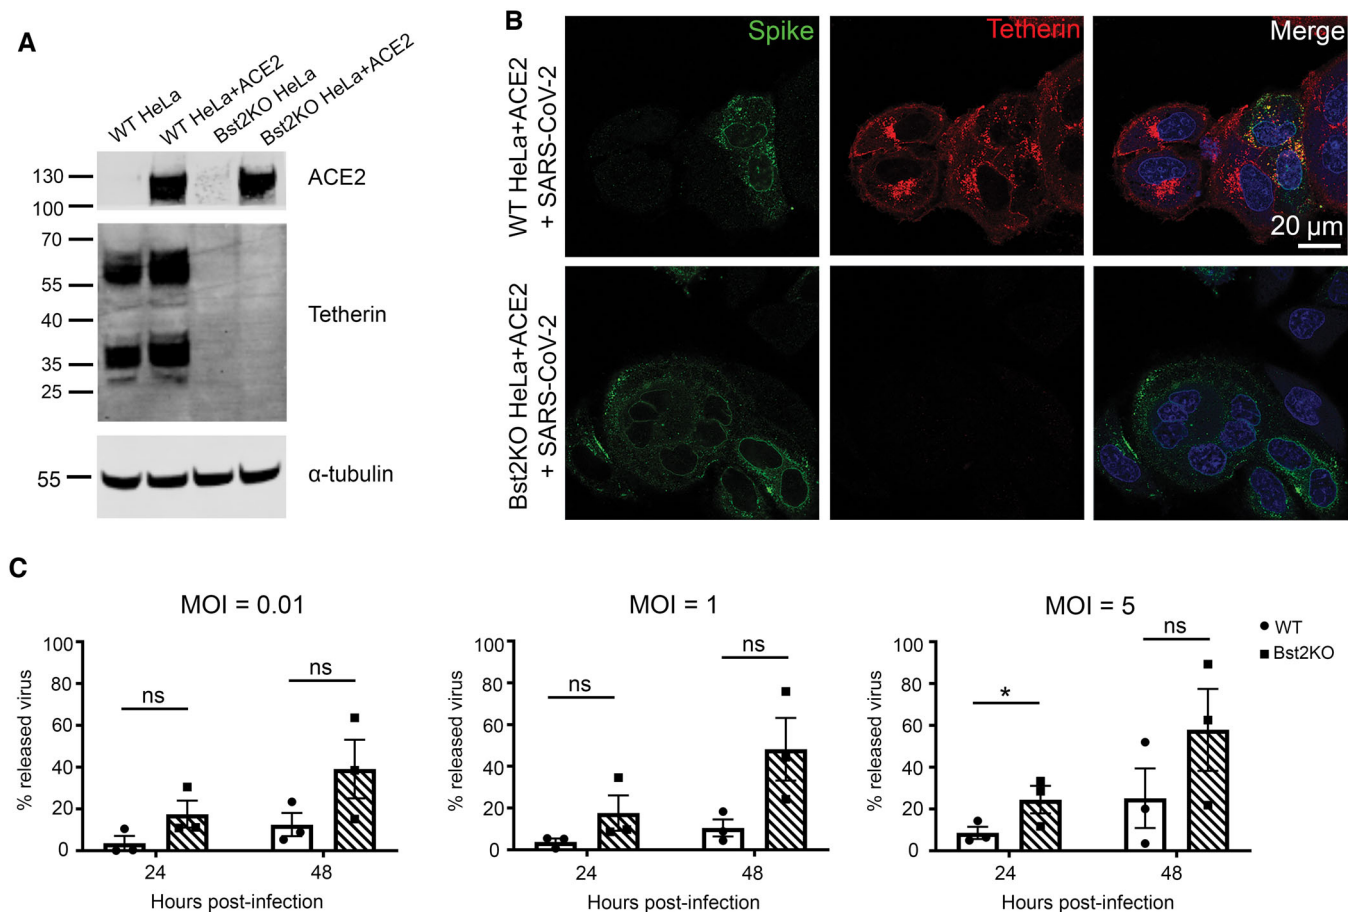 A
WT HeLa
WT HeLa+ACE2
Bst2KO HeLa
Bst2KO HeLa+ACE2
130
100
ACE2
70
55
40
35
25
Tetherin
55
α-tubulin
B
WT HeLa+ACE2
+ SARS-CoV-2
Spike
Tetherin
Merge
20 µm
Bst2KO HeLa+ACE2
+ SARS-CoV-2
C
MOI = 0.01
% released virus
100
80
60
40
20
0
ns
ns
24
48
Hours post-infection
MOI = 1
% released virus
100
80
60
40
20
0
ns
ns
24
48
Hours post-infection
MOI = 5
% released virus
100
80
60
40
20
0
*
ns
24
48
Hours post-infection
WT
Bst2KO